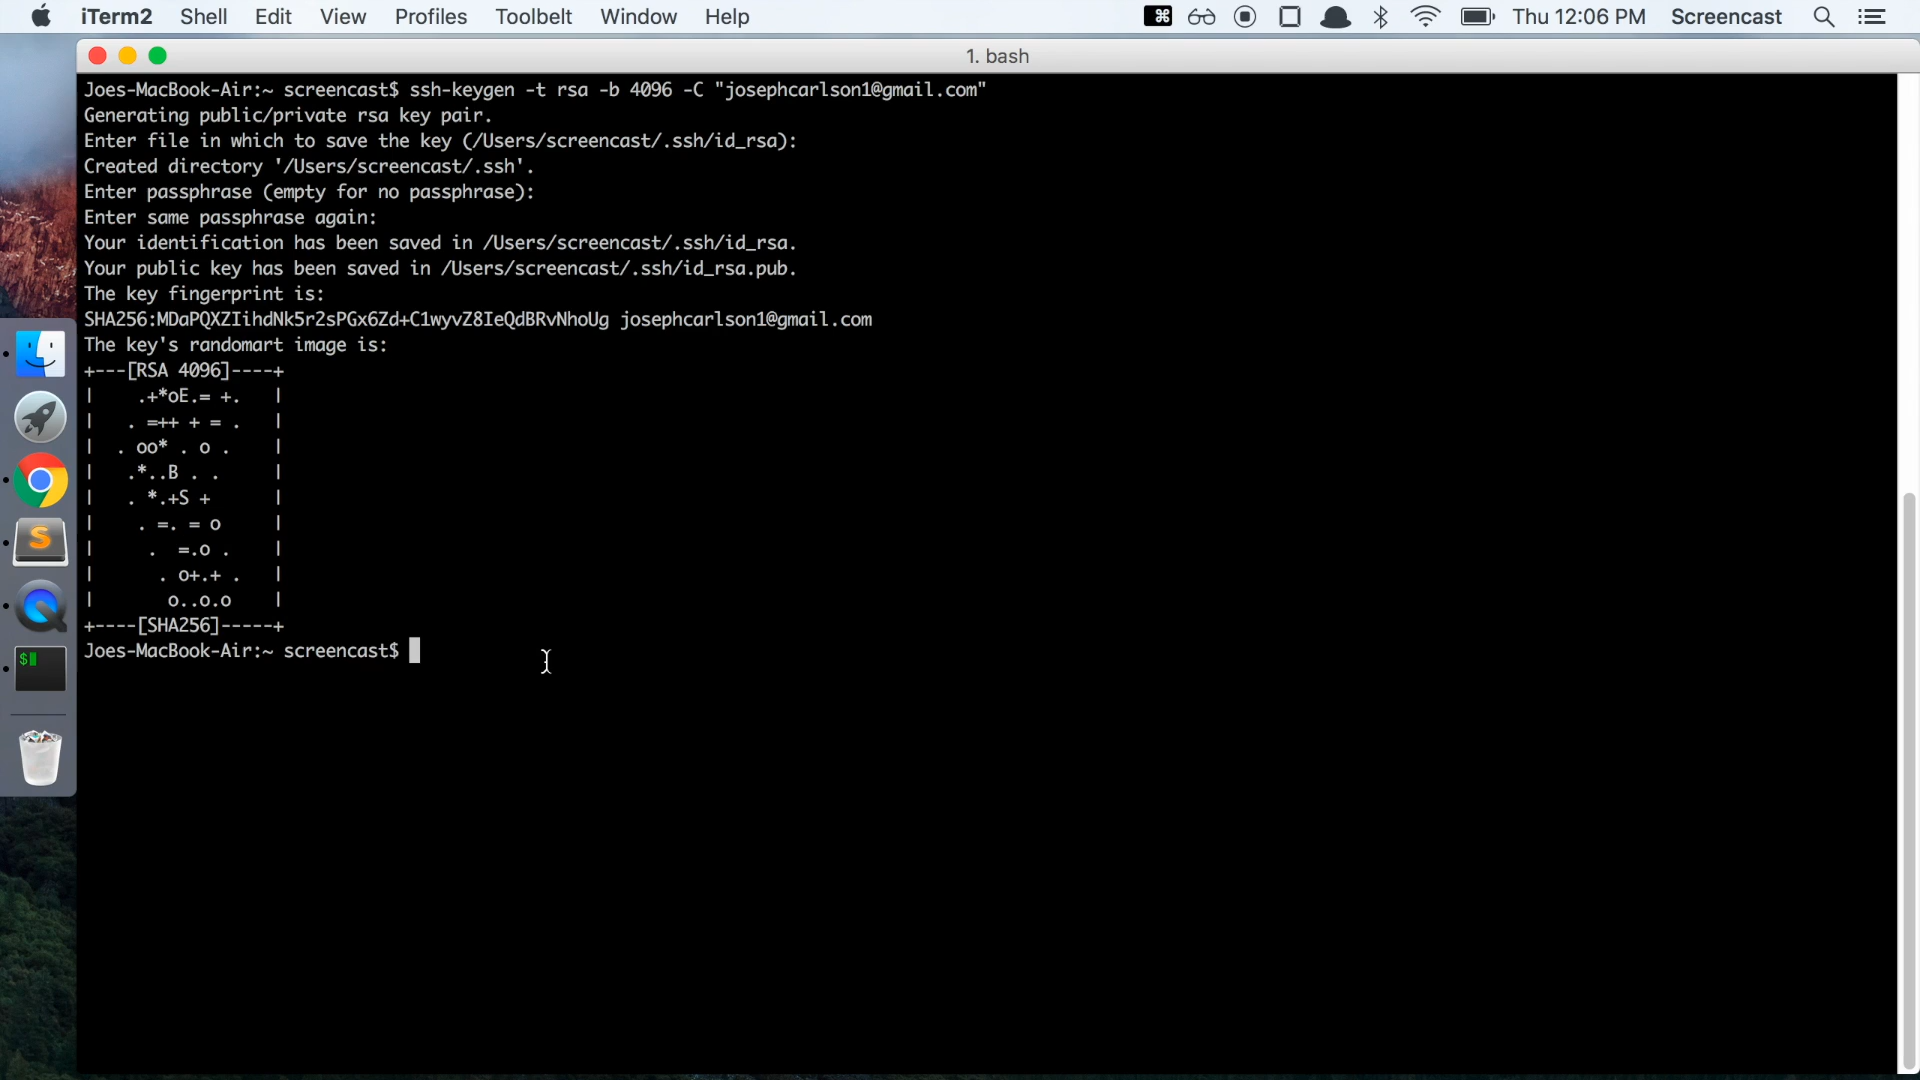 iTerm2 Shell Edit View Profiles Toolbelt Window Help Thu 12:06 PM Screencast
1. bash
Joes-MacBook-Air:~ screencast$ ssh-keygen -t rsa -b 4096 -C "josephcarlson1@gmail.com"
Generating public/private rsa key pair.
Enter file in which to save the key (/Users/screencast/.ssh/id_rsa):
Created directory '/Users/screencast/.ssh'.
Enter passphrase (empty for no passphrase):
Enter same passphrase again:
Your identification has been saved in /Users/screencast/.ssh/id_rsa.
Your public key has been saved in /Users/screencast/.ssh/id_rsa.pub.
The key fingerprint is:
SHA256:MDaPQXZIihdNk5r2sPGx6Zd+C1wyvZ8IeQdBRvNhoUg josephcarlson1@gmail.com
The key's randomart image is:
+---[RSA 4096]----+
|    .+*oE.= +.   |
|   . =++ + = .   |
|  . oo* . o .    |
|   .*..B . .     |
|   . *.+S +      |
|    . =. = o     |
|     .  =.o .    |
|      . o+.+ .   |
|       o..o.o    |
+----[SHA256]-----+
Joes-MacBook-Air:~ screencast$